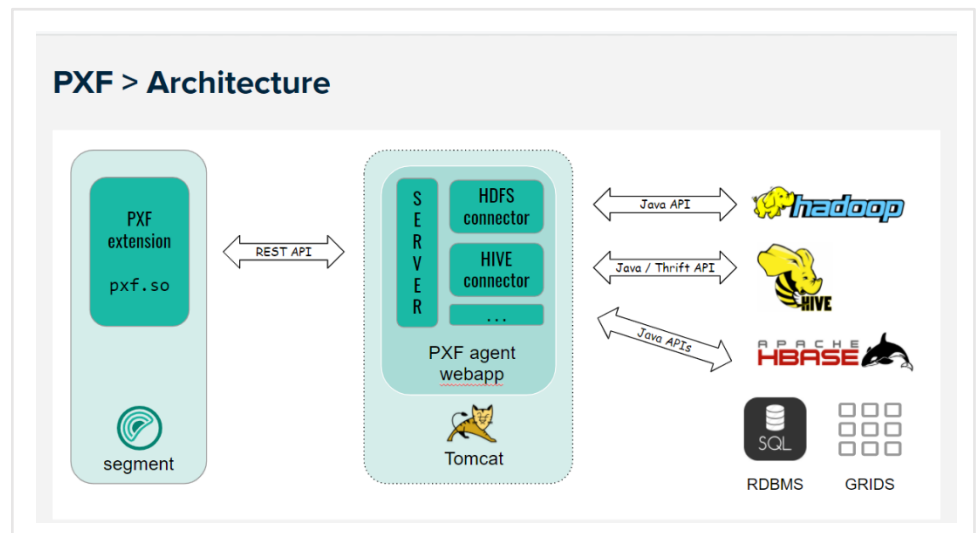 PXF > Architecture
PXF
extension
pxf.so
segment
REST API
SERVER
HDFS
connector
HIVE
connector
...
PXF agent
webapp
Tomcat
Java API
Java / Thrift API
Java APIs
hadoop
HIVE
APACHE
HBASE
SQL
RDBMS
GRIDS